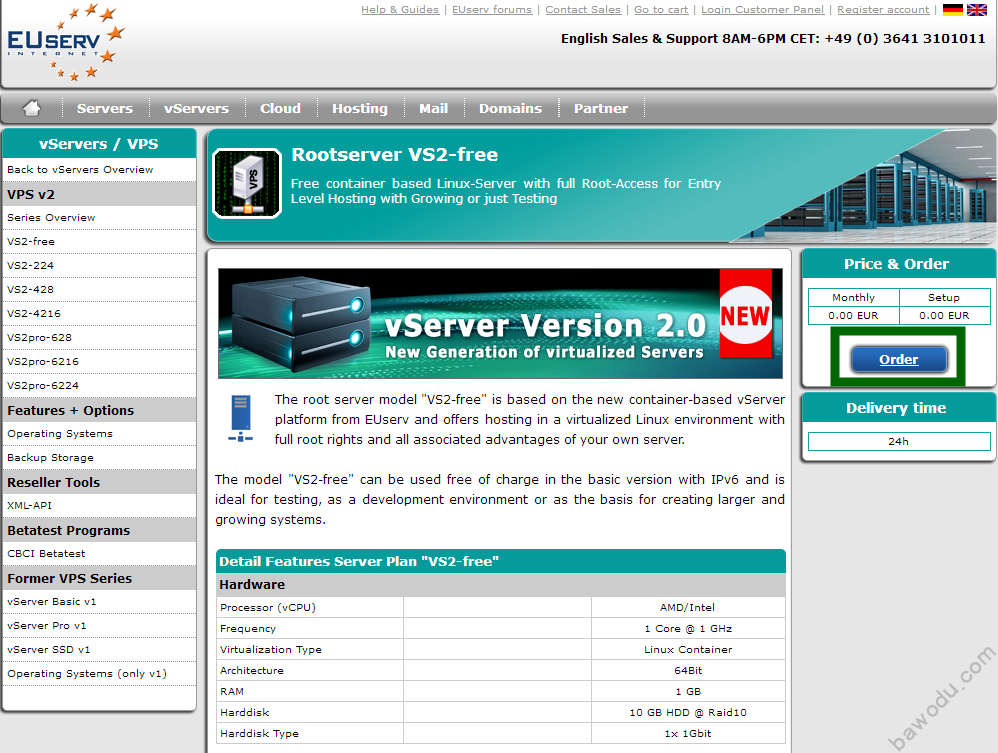 Help & Guides | EUserv forums | Contact Sales | Go to cart | Login Customer Panel | Register account |
EUserv
INTERNET
English Sales & Support 8AM-6PM CET: +49 (0) 3641 3101011
Servers vServers Cloud Hosting Mail Domains Partner
vServers / VPS
Back to vServers Overview
VPS v2
Series Overview
VS2-free
VS2-224
VS2-428
VS2-4216
VS2pro-628
VS2pro-6216
VS2pro-6224
Features + Options
Operating Systems
Backup Storage
Reseller Tools
XML-API
Betatest Programs
CBCI Betatest
Former VPS Series
vServer Basic v1
vServer Pro v1
vServer SSD v1
Operating Systems (only v1)
VPS
Rootserver VS2-free
Free container based Linux-Server with full Root-Access for Entry
Level Hosting with Growing or just Testing
vServer Version 2.0
New Generation of virtualized Servers
NEW
The root server model "VS2-free" is based on the new container-based vServer
platform from EUserv and offers hosting in a virtualized Linux environment with
full root rights and all associated advantages of your own server.
The model "VS2-free" can be used free of charge in the basic version with IPv6 and is
ideal for testing, as a development environment or as the basis for creating larger and
growing systems.
Detail Features Server Plan "VS2-free"
Hardware
Processor (vCPU) AMD/Intel
Frequency 1 Core @ 1 GHz
Virtualization Type Linux Container
Architecture 64Bit
RAM 1 GB
Harddisk 10 GB HDD @ Raid10
Harddisk Type 1x 1Gbit
Price & Order
Monthly Setup
0.00 EUR 0.00 EUR
Order
Delivery time
24h
bawodu.com